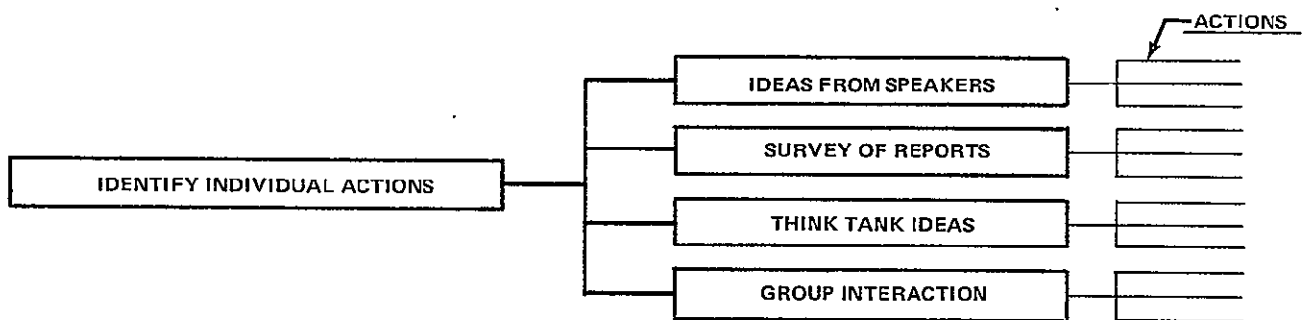 ACTIONS
IDEAS FROM SPEAKERS
SURVEY OF REPORTS
IDENTIFY INDIVIDUAL ACTIONS
THINK TANK IDEAS
GROUP INTERACTION